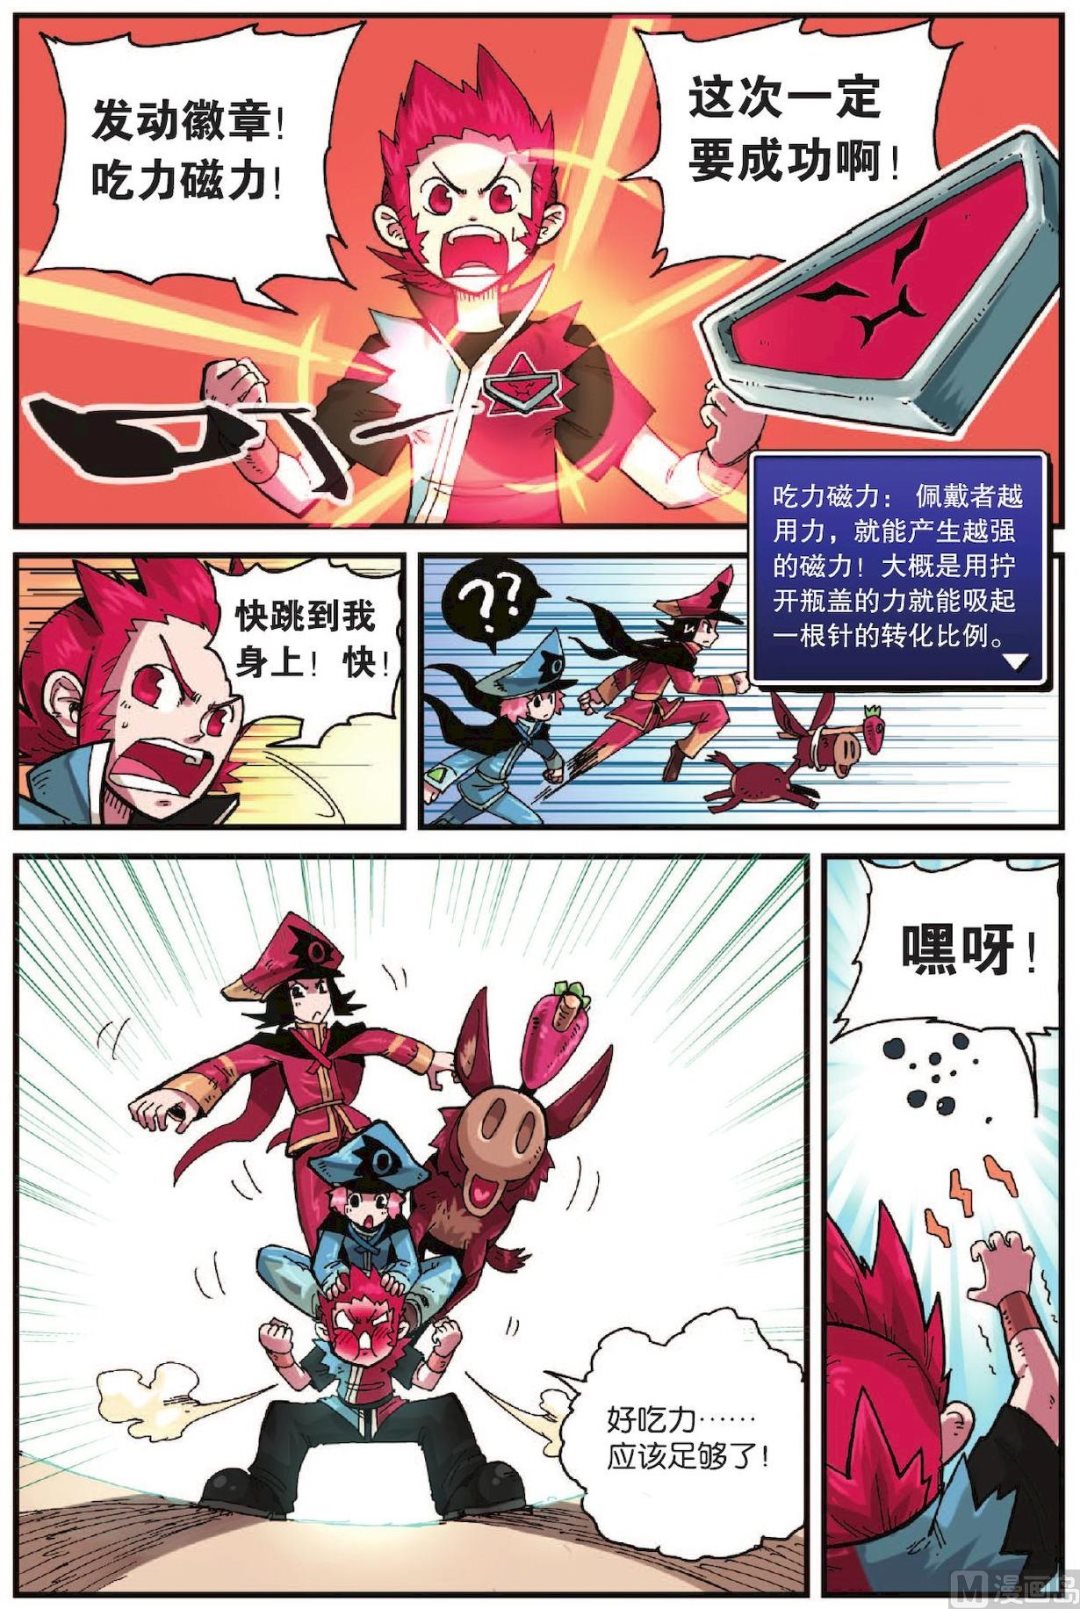 发动徽章！
吃力磁力！
这次一定
要成功啊！
吃力磁力： 佩戴者越
用力，就能产生越强
的磁力！大概是用拧
开瓶盖的力就能吸起
一根针的转化比例。
快跳到我
身上！快！
??
好吃力……
应该足够了！
嘿呀！
M漫画岛